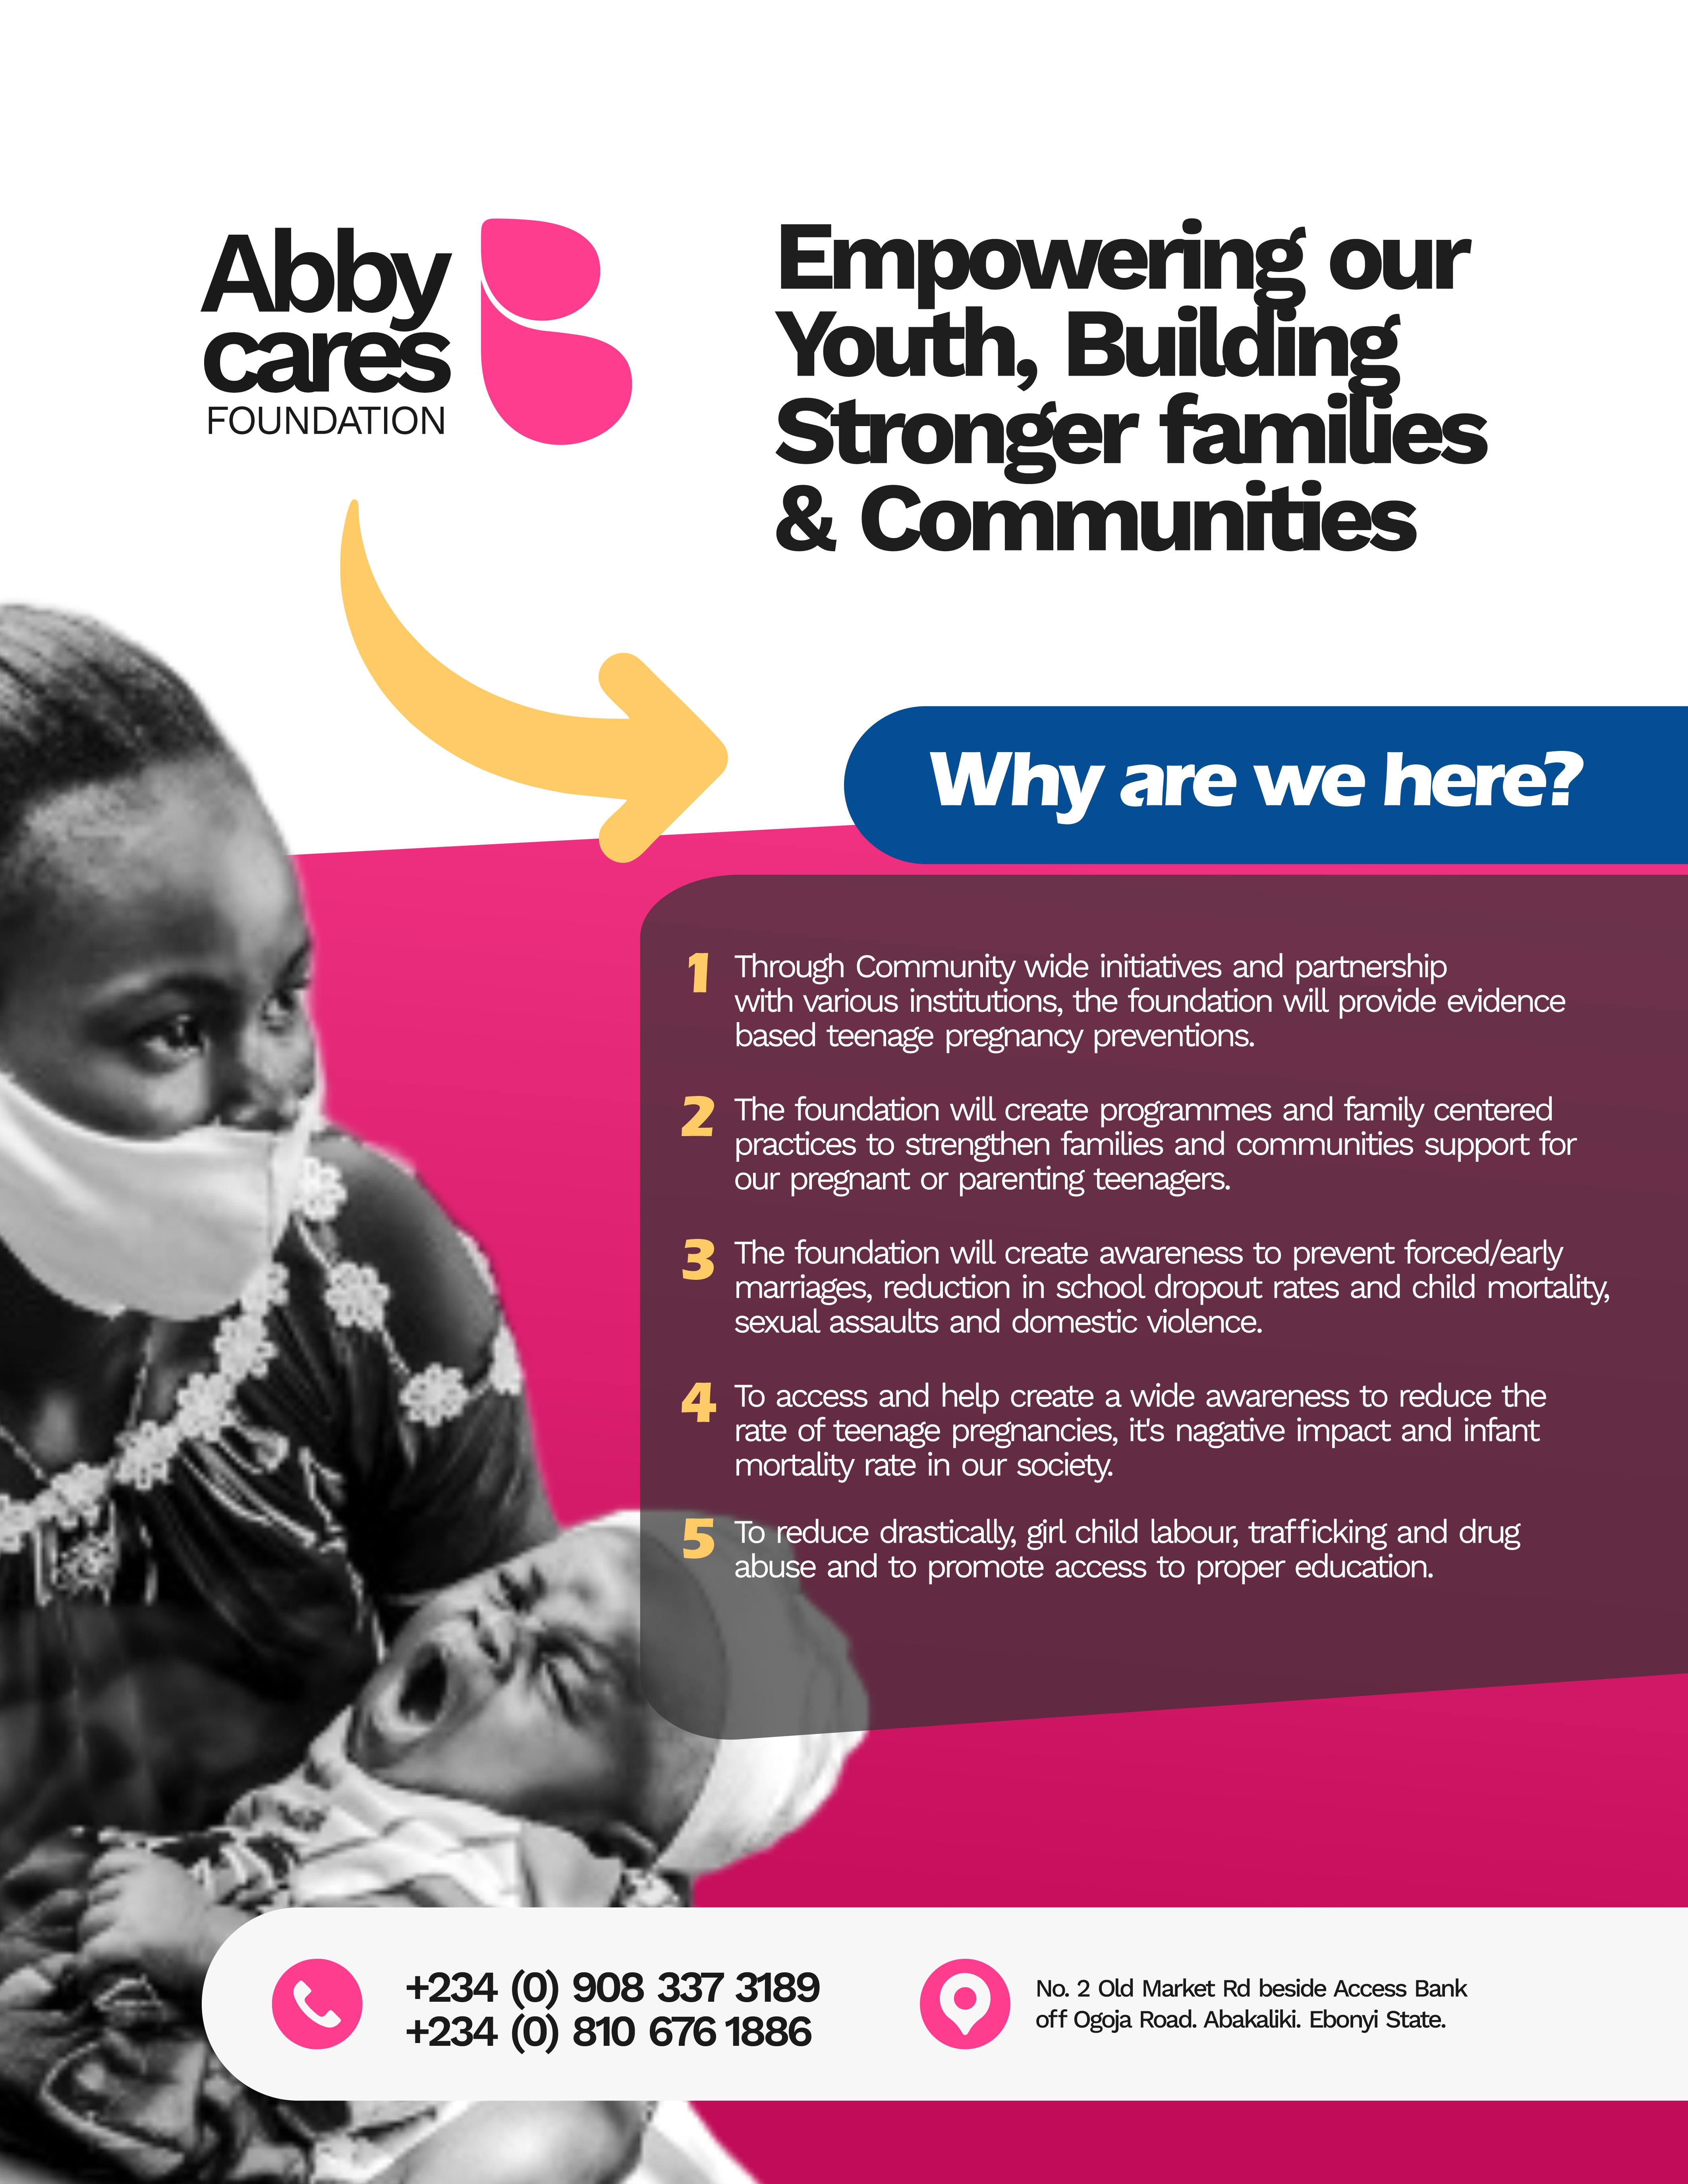 Abby
cares
FOUNDATION
Empowering our
Youth, Building
Stronger families
& Communities
Why are we here?
1 Through Community wide initiatives and partnership
with various institutions, the foundation will provide evidence
based teenage pregnancy preventions.
2 The foundation will create programmes and family centered
practices to strengthen families and communities support for
our pregnant or parenting teenagers.
3 The foundation will create awareness to prevent forced/early
marriages, reduction in school dropout rates and child mortality,
sexual assaults and domestic violence.
4 To access and help create a wide awareness to reduce the
rate of teenage pregnancies, it's nagative impact and infant
mortality rate in our society.
5 To reduce drastically, girl child labour, trafficking and drug
abuse and to promote access to proper education.
+234 (0) 908 337 3189
+234 (0) 810 676 1886
No. 2 Old Market Rd beside Access Bank
off Ogoja Road. Abakaliki. Ebonyi State.